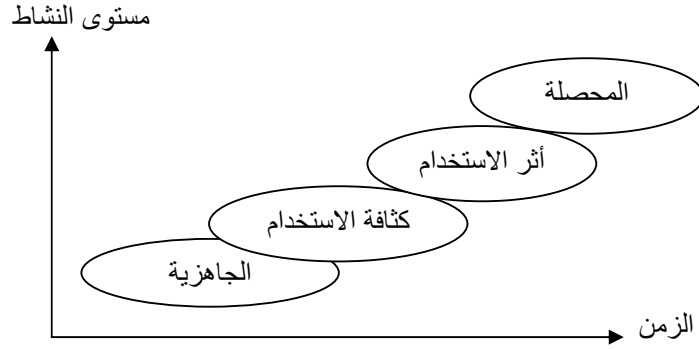 مستوى النشاط
المحصلة
أثر الاستخدام
كثافة الاستخدام
الجاهزية
الزمن